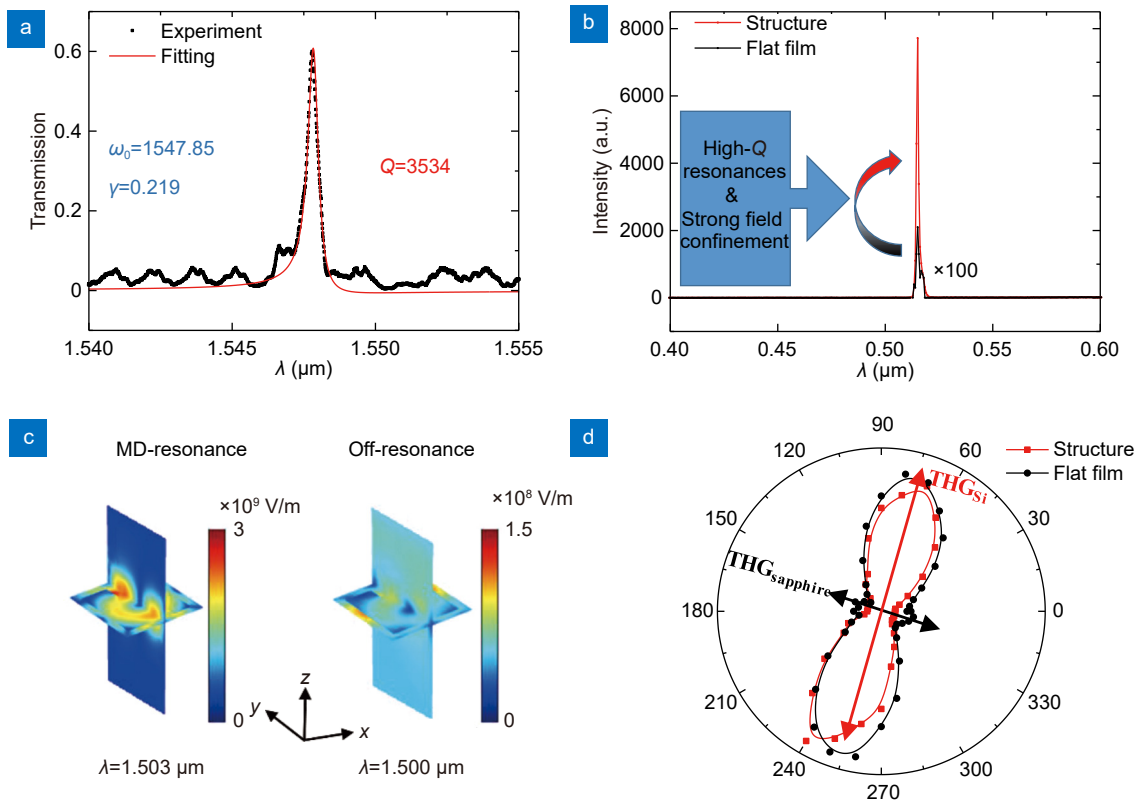 a
Experiment
Fitting
ω₀=1547.85
γ=0.219
Q=3534
Transmission
0.6
0.4
0.2
0
1.540
1.545
1.550
1.555
λ (μm)
b
Structure
Flat film
High-Q
resonances
&
Strong field
confinement
×100
Intensity (a.u.)
8000
6000
4000
2000
0
0.40
0.45
0.50
0.55
0.60
λ (μm)
c
MD-resonance
Off-resonance
×10⁹ V/m
3
0
×10⁸ V/m
1.5
0
z
y
x
λ=1.503 μm
λ=1.500 μm
d
Structure
Flat film
THG_Si
THG_sapphire
90
60
30
0
330
300
270
240
210
180
150
120